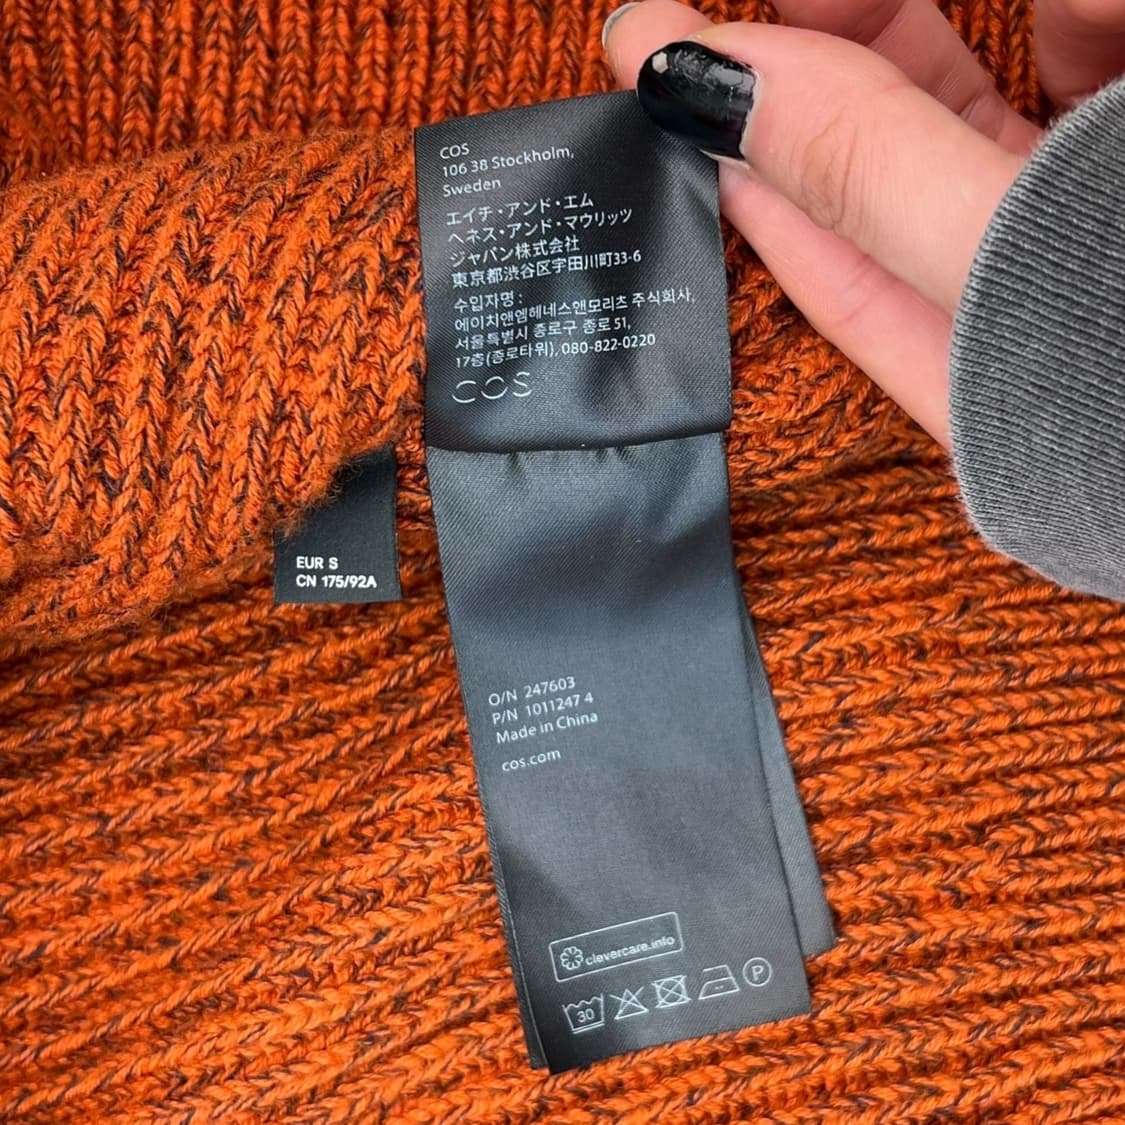 COS
106 38 Stockholm,
Sweden
エイチ・アンド・エム
ヘネス・アンド・マウリッツ
ジャパン株式会社
東京都渋谷区宇田川町33-6
수입자명 :
에이치앤엠헤네스앤모리츠 주식회사,
서울특별시 종로구 종로 51,
17층(종로타워), 080-822-0220
COS
EUR S
CN 175/92A
O/N 247603
P/N 1011247 4
Made in China
cos.com
clevercare.info
30
P